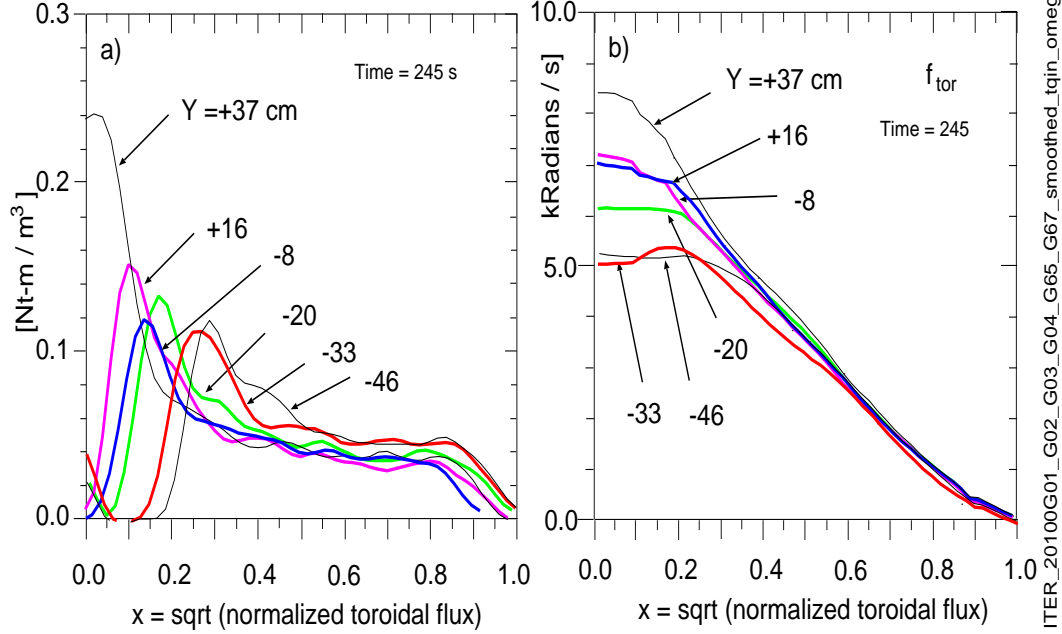 0.3
a)
Time = 245 s
Y =+37 cm
0.2
[Nt-m / m³]
+16
-8
0.1
-20
-33
-46
0.0
0.0 0.2 0.4 0.6 0.8 1.0
x = sqrt (normalized toroidal flux)
10.0
b)
f tor
Y =+37 cm
Time = 245
+16
kRadians / s]
-8
5.0
-20
-33 -46
0.0
0.0 0.2 0.4 0.6 0.8 1.0
x = sqrt (normalized toroidal flux)
ITER_20100G01_G02_G03_G04_G65_G67_smoothed_tqin_omeg